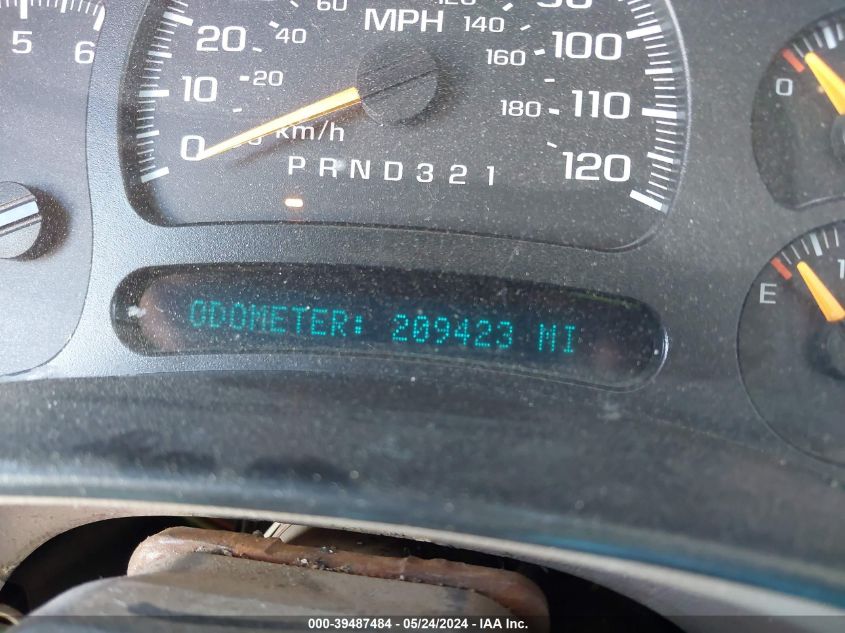 5 6
0 10 20 100 110 120
MPH
km/h
20 40 60 120 140 160 180
P R N D 3 2 1
ODOMETER: 209423 MI
0
E
000-39487484 - 05/24/2024 - IAA Inc.